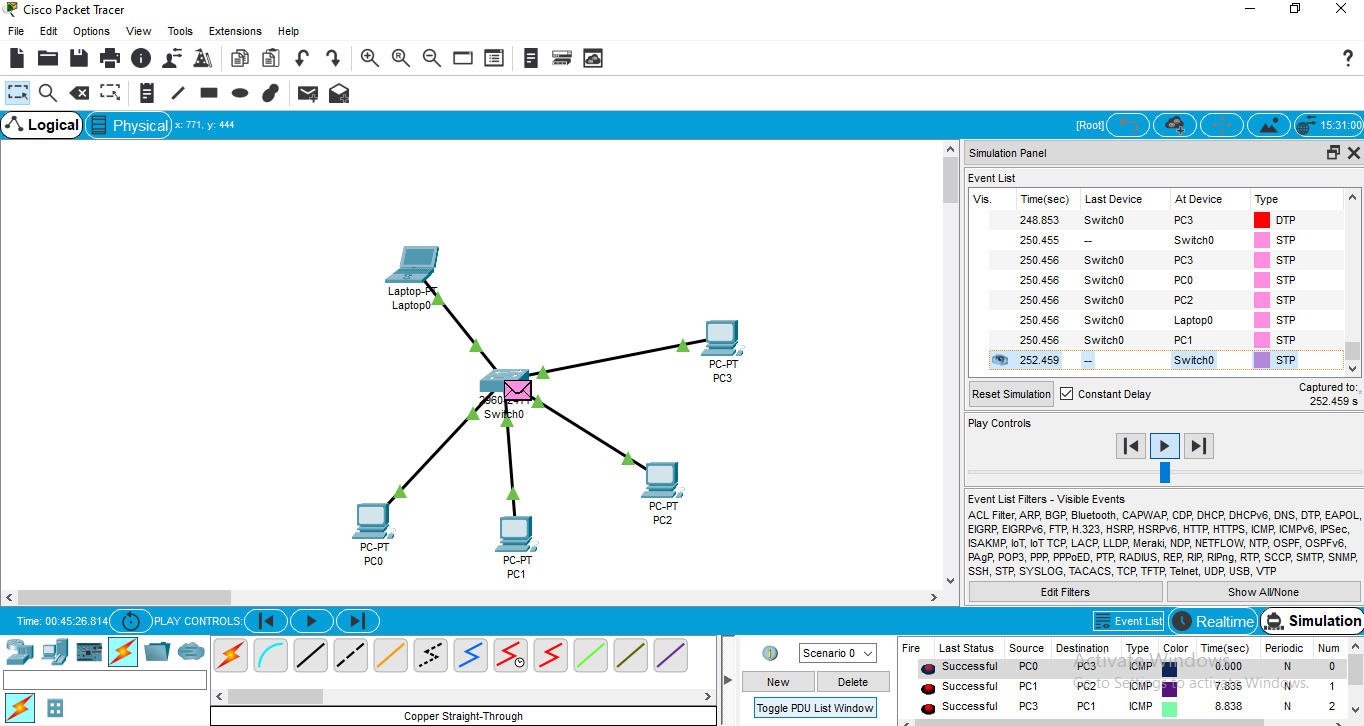 Cisco Packet Tracer
File Edit Options View Tools Extensions Help
Logical Physical x: 771, y: 444 [Root] 15:31:00
Simulation Panel
Event List
Vis. Time(sec) Last Device At Device Type
248.853 Switch0 PC3 DTP
250.455 -- Switch0 STP
250.456 Switch0 PC3 STP
250.456 Switch0 PC0 STP
250.456 Switch0 PC2 STP
250.456 Switch0 Laptop0 STP
250.456 Switch0 PC1 STP
252.459 -- Switch0 STP
Reset Simulation Constant Delay Captured to:
252.459 s
Play Controls
Event List Filters - Visible Events
ACL Filter, ARP, BGP, Bluetooth, CAPWAP, CDP, DHCP, DHCPv6, DNS, DTP, EAPOL,
EIGRP, EIGRPv6, FTP, H.323, HSRP, HSRPv6, HTTP, HTTPS, ICMP, ICMPv6, IPSec,
ISAKMP, IoT, IoT TCP, LACP, LLDP, Meraki, NDP, NETFLOW, NTP, OSPF, OSPFv6,
PAgP, POP3, PPP, PPPoED, PTP, RADIUS, REP, RIP, RIPng, RTP, SCCP, SMTP, SNMP,
SSH, STP, SYSLOG, TACACS, TCP, TFTP, Telnet, UDP, USB, VTP
Edit Filters Show All/None
Laptop-PT
Laptop0
PC-PT
PC3
Switch0
PC-PT
PC2
PC-PT
PC0
PC-PT
PC1
Time: 00:45:26.814 PLAY CONTROLS: Event List Realtime Simulation
Scenario 0
New Delete
Toggle PDU List Window
Copper Straight-Through
Fire Last Status Source Destination Type Color Time(sec) Periodic Num
Successful PC0 PC3 ICMP 0.000 N 0
Successful PC1 PC2 ICMP 7.835 N 1
Successful PC3 PC1 ICMP 8.838 N 2
Activate Windows
Go to Settings to activate Windows.